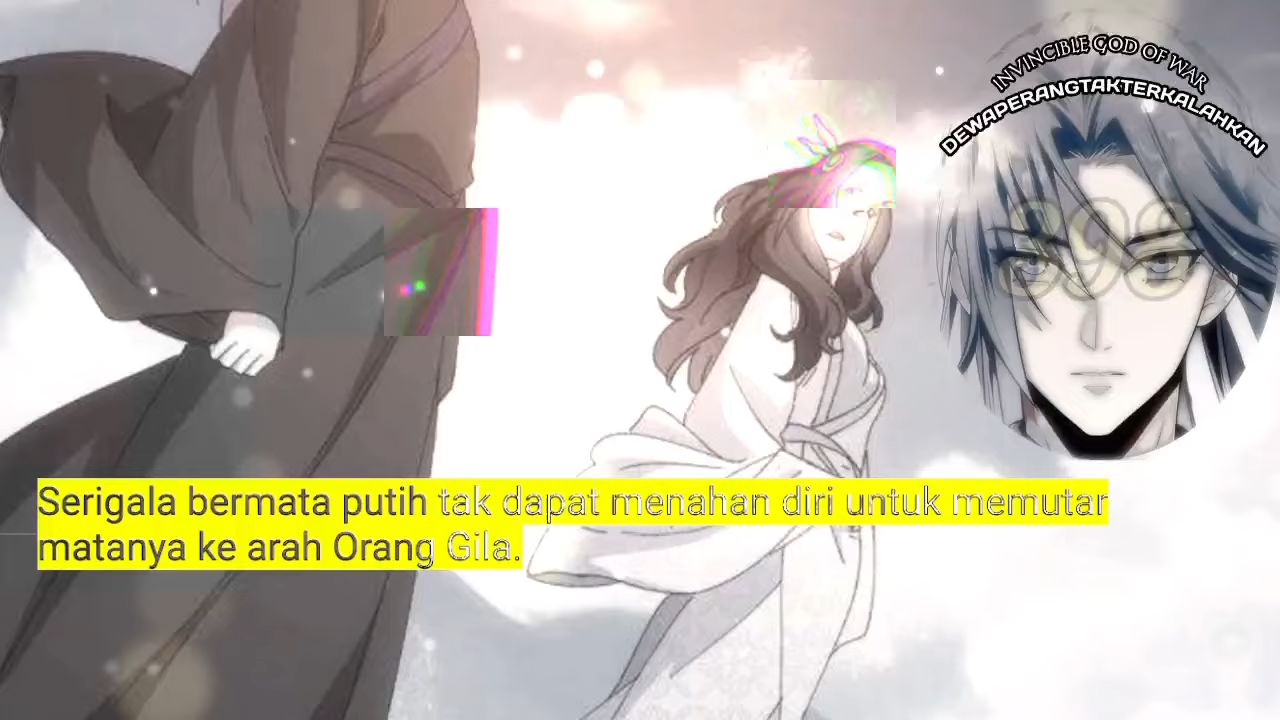 INVINCIBLE GOD OF WAR
DEWAPERANGTAKTERKALAHKAN
Serigala bermata putih tak dapat menahan diri untuk memutar
matanya ke arah Orang Gila.